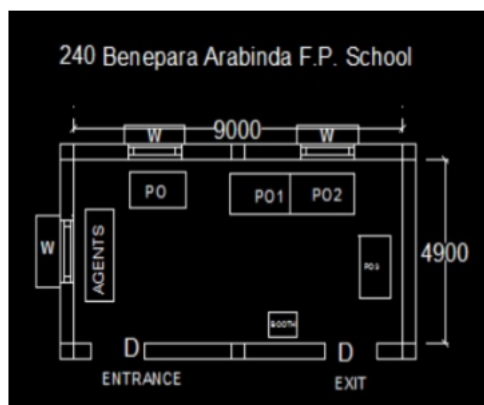 240 Benepara Arabinda F.P. School
W 9000 W
PO PO1 PO2
W AGENTS PO3 4900
BOOTH
D D
ENTRANCE EXIT